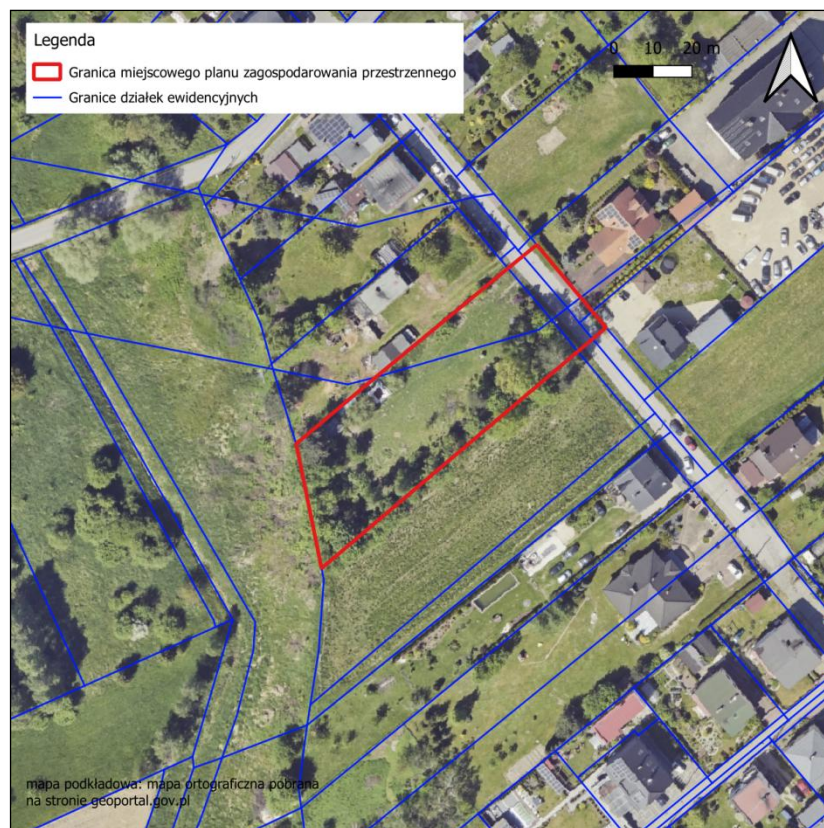 Legenda
Granica miejscowego planu zagospodarowania przestrzennego
Granice działek ewidencyjnych
0 10 20 m
mapa podkładowa: mapa ortograficzna pobrana
na stronie geoportal.gov.pl